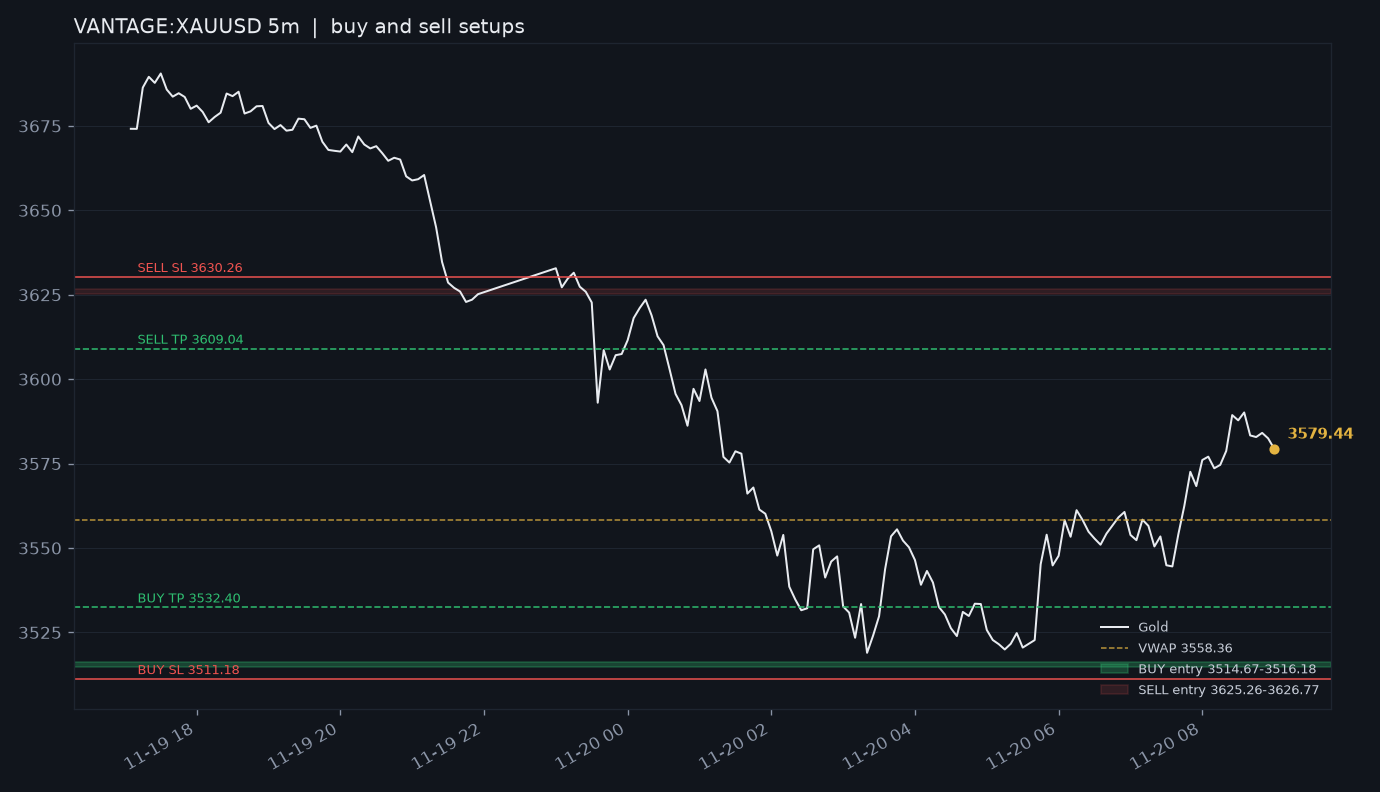 VANTAGE:XAUUSD 5m | buy and sell setups
3675
3650
SELL SL 3630.26
3625
SELL TP 3609.04
3600
3579.44
3575
3550
BUY TP 3532.40
3525
Gold
VWAP 3558.36
BUY SL 3511.18
BUY entry 3514.67-3516.18
SELL entry 3625.26-3626.77
11-19 18
11-19 20
11-19 22
11-20 00
11-20 02
11-20 04
11-20 06
11-20 08